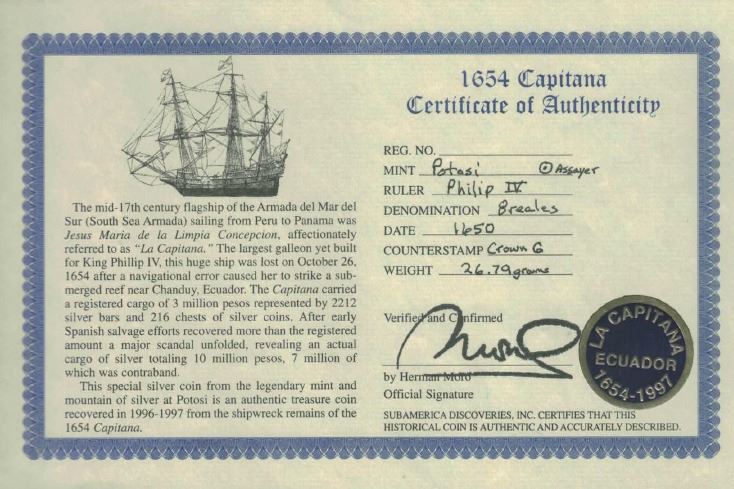 1654 Capitana
Certificate of Authenticity
The mid-17th century flagship of the Armada del Mar del
Sur (South Sea Armada) sailing from Peru to Panama was
Jesus Maria de la Limpia Concepcion, affectionately
referred to as "La Capitana." The largest galleon yet built
for King Phillip IV, this huge ship was lost on October 26,
1654 after a navigational error caused her to strike a sub-
merged reef near Chanduy, Ecuador. The Capitana carried
a registered cargo of 3 million pesos represented by 2212
silver bars and 216 chests of silver coins. After early
Spanish salvage efforts recovered more than the registered
amount a major scandal unfolded, revealing an actual
cargo of silver totaling 10 million pesos, 7 million of
which was contraband.
This special silver coin from the legendary mint and
mountain of silver at Potosi is an authentic treasure coin
recovered in 1996-1997 from the shipwreck remains of the
1654 Capitana.
REG. NO.
MINT Potosi O Assayer
RULER Philip IV
DENOMINATION 8reales
DATE 1650
COUNTERSTAMP Crown G
WEIGHT 26.79grams
Verified and Confirmed
by Herman Moro
Official Signature
LA CAPITANA
ECUADOR
1654-1997
SUBAMERICA DISCOVERIES, INC. CERTIFIES THAT THIS
HISTORICAL COIN IS AUTHENTIC AND ACCURATELY DESCRIBED.